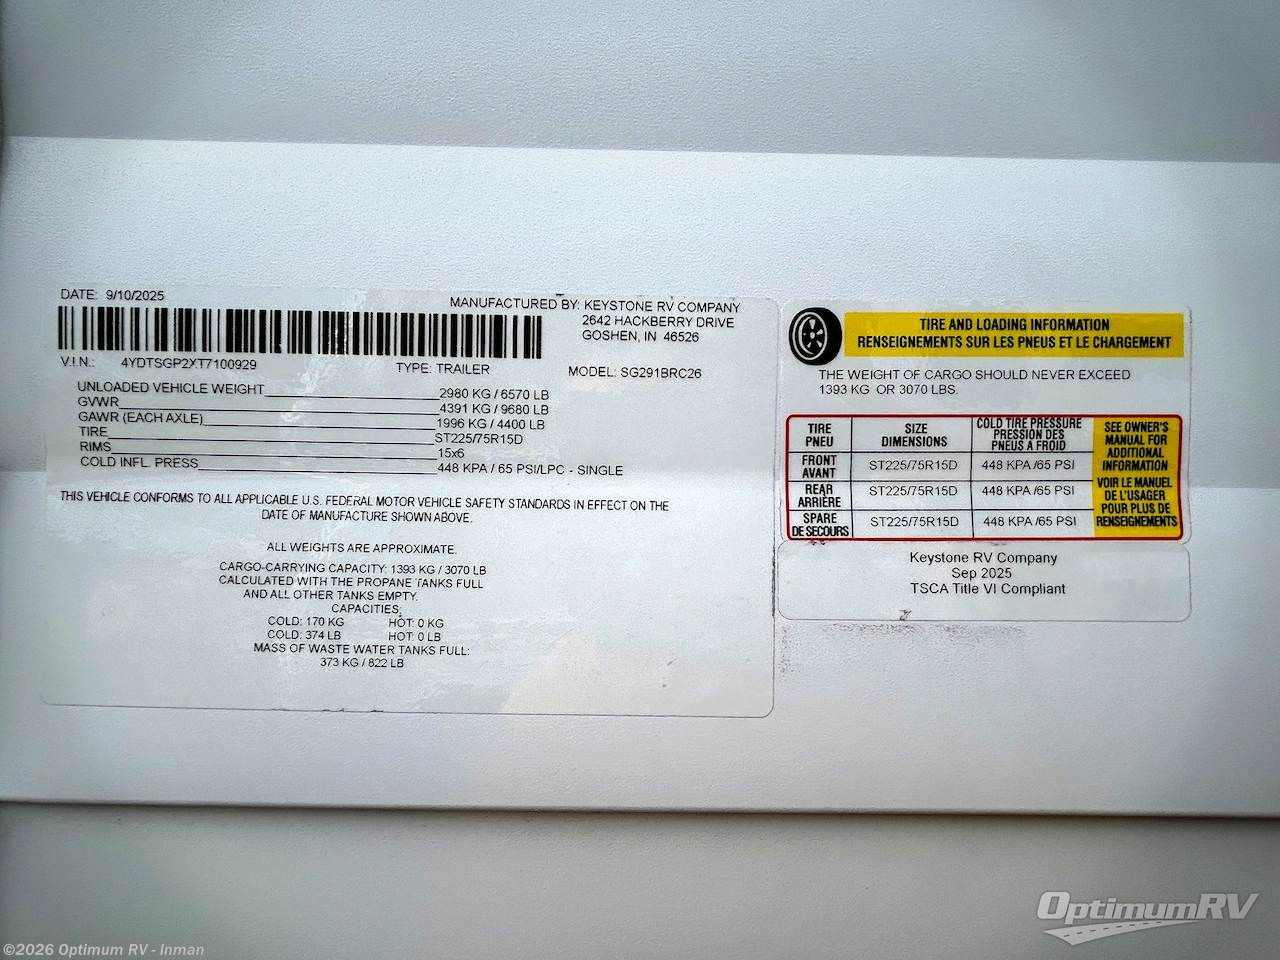 DATE: 9/10/2025
MANUFACTURED BY: KEYSTONE RV COMPANY
2642 HACKBERRY DRIVE
GOSHEN, IN 46526
V.I.N.: 4YDTSGP2XT7100929
TYPE: TRAILER
MODEL: SG291BRC26
UNLOADED VEHICLE WEIGHT 2980 KG / 6570 LB
GVWR 4391 KG / 9680 LB
GAWR (EACH AXLE) 1996 KG / 4400 LB
TIRE ST225/75R15D
RIMS 15x6
COLD INFL. PRESS 448 KPA / 65 PSI/LPC - SINGLE
THIS VEHICLE CONFORMS TO ALL APPLICABLE U.S. FEDERAL MOTOR VEHICLE SAFETY STANDARDS IN EFFECT ON THE
DATE OF MANUFACTURE SHOWN ABOVE.
ALL WEIGHTS ARE APPROXIMATE.
CARGO-CARRYING CAPACITY: 1393 KG / 3070 LB
CALCULATED WITH THE PROPANE TANKS FULL
AND ALL OTHER TANKS EMPTY.
CAPACITIES:
COLD: 170 KG HOT: 0 KG
COLD: 374 LB HOT: 0 LB
MASS OF WASTE WATER TANKS FULL:
373 KG / 822 LB
TIRE AND LOADING INFORMATION
RENSEIGNEMENTS SUR LES PNEUS ET LE CHARGEMENT
THE WEIGHT OF CARGO SHOULD NEVER EXCEED
1393 KG OR 3070 LBS.
TIRE
PNEU
SIZE
DIMENSIONS
COLD TIRE PRESSURE
PRESSION DES
PNEUS A FROID
FRONT
AVANT
ST225/75R15D
448 KPA /65 PSI
REAR
ARRIÈRE
ST225/75R15D
448 KPA /65 PSI
SPARE
DE SECOURS
ST225/75R15D
448 KPA /65 PSI
SEE OWNER'S
MANUAL FOR
ADDITIONAL
INFORMATION
VOIR LE MANUEL
DE L'USAGER
POUR PLUS DE
RENSEIGNEMENTS
Keystone RV Company
Sep 2025
TSCA Title VI Compliant
OptimumRV
©2026 Optimum RV - Inman